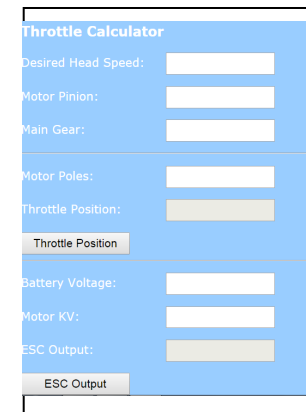 Throttle Calculator
Desired Head Speed:
Motor Pinion:
Main Gear:
Motor Poles:
Throttle Position:
Throttle Position
Battery Voltage:
Motor KV:
ESC Output:
ESC Output